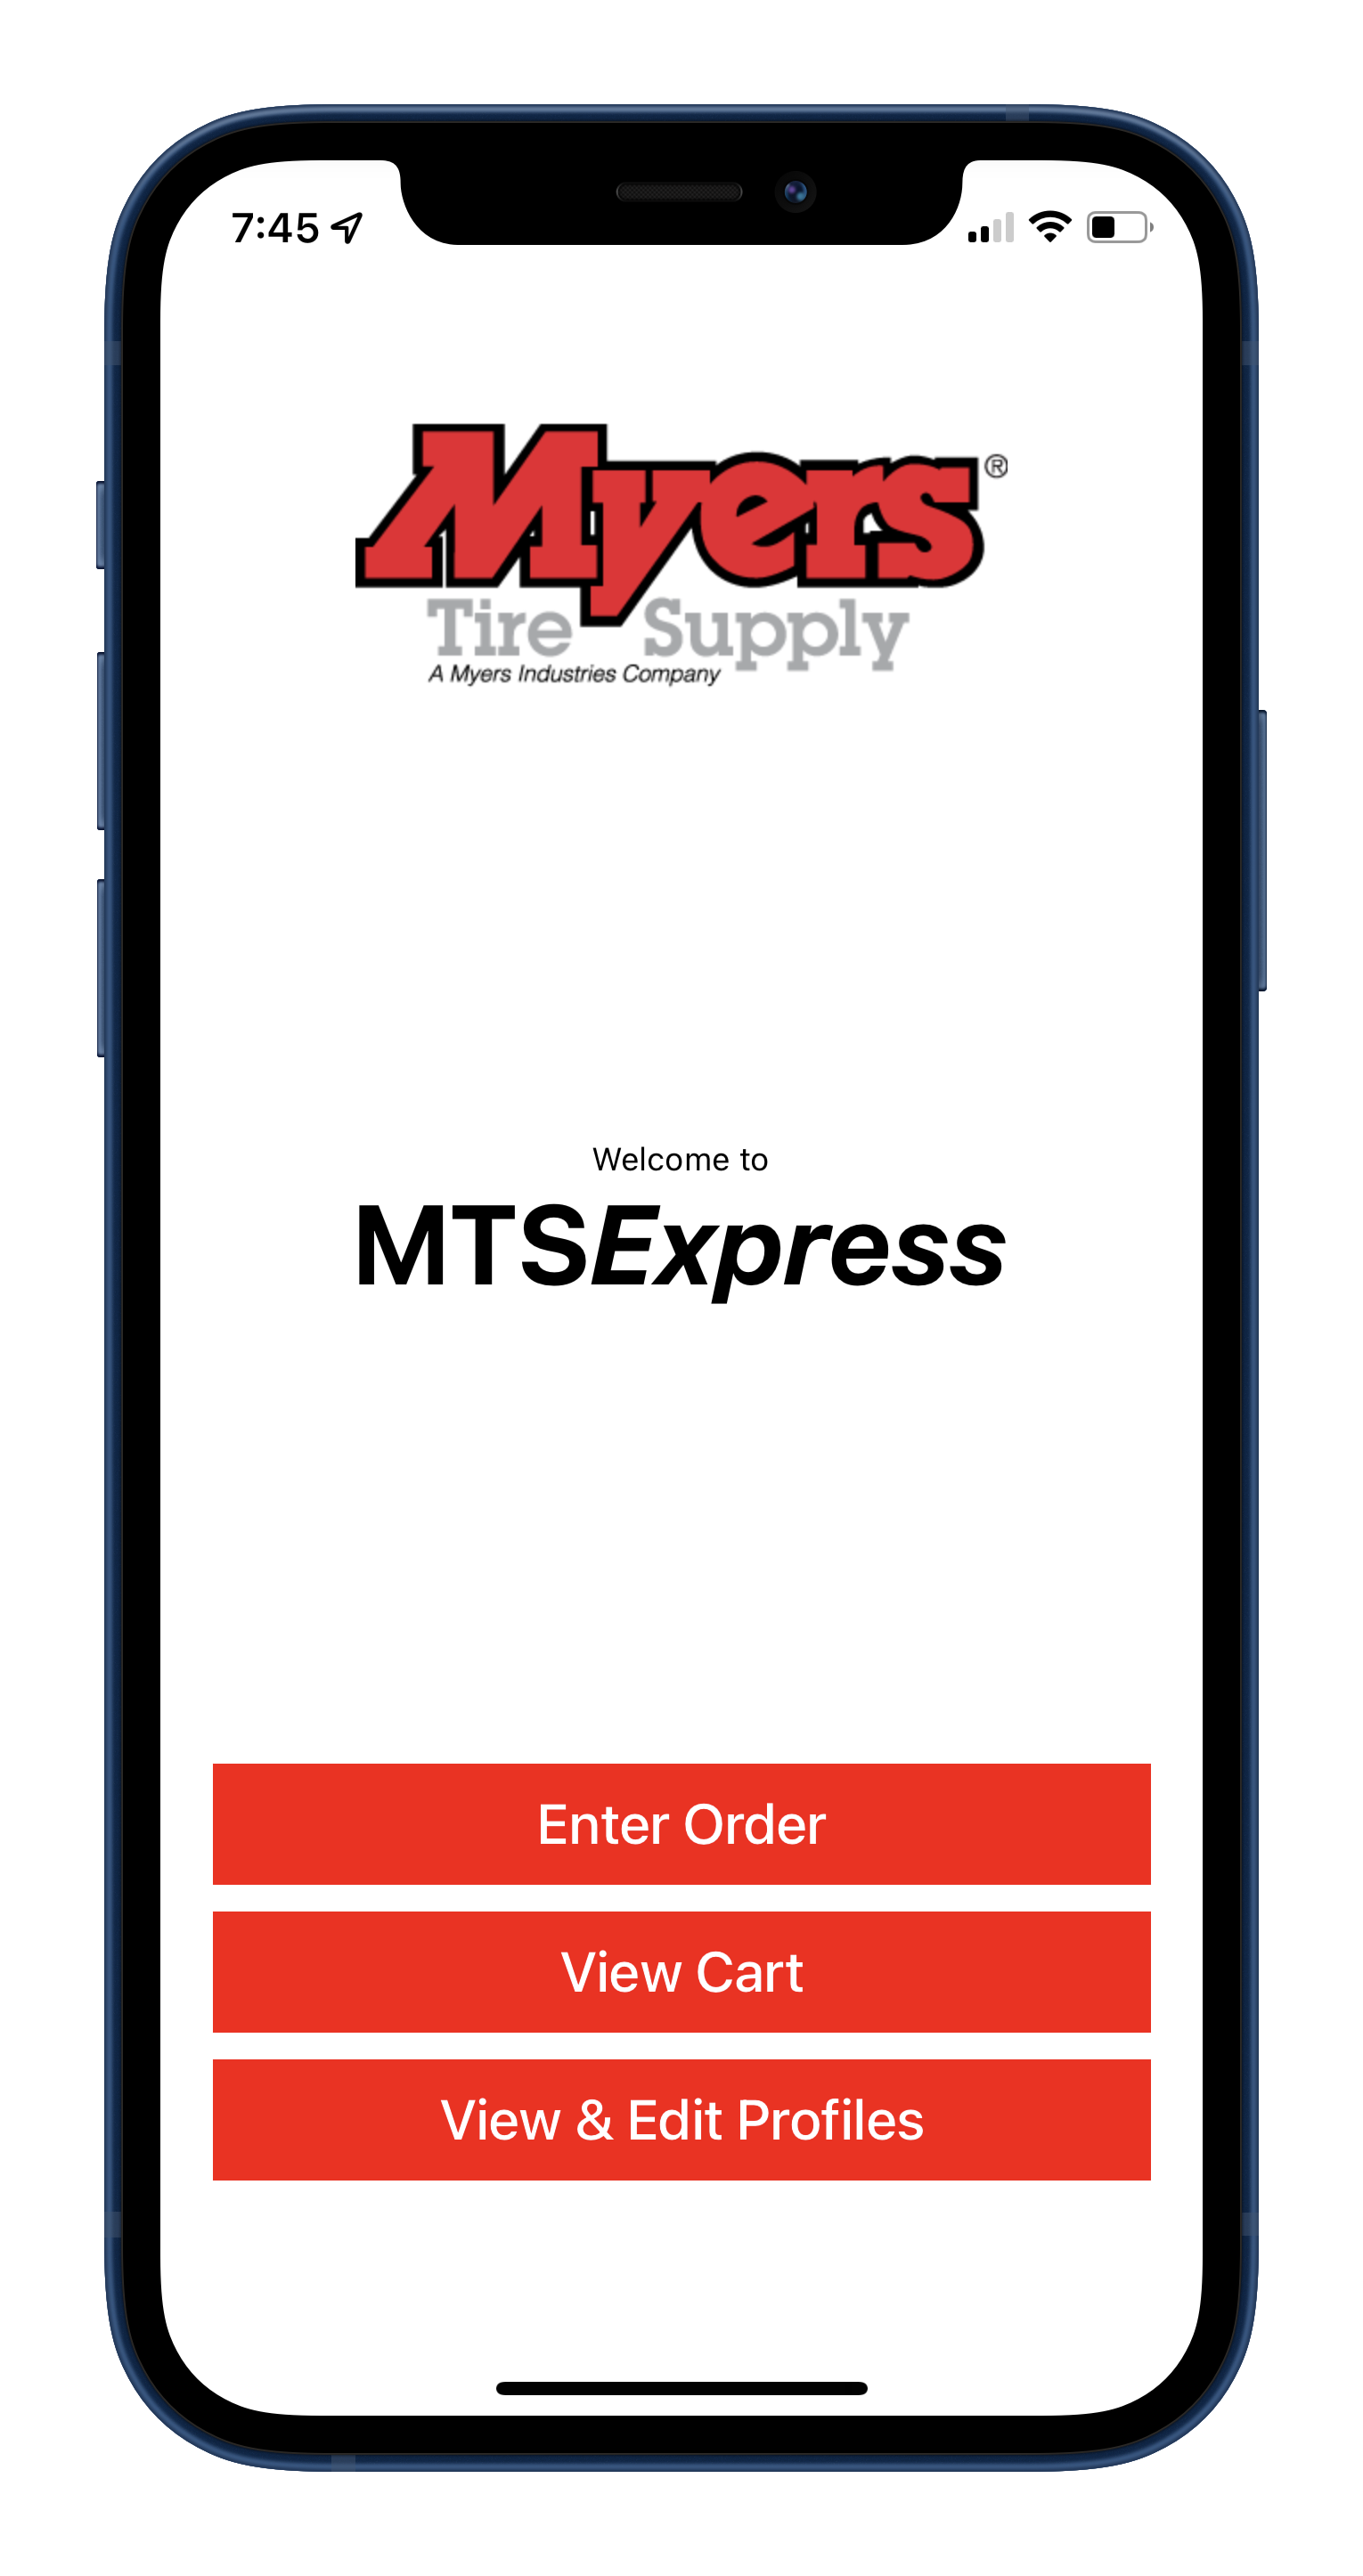 7:45
Myers®
Tire Supply
A Myers Industries Company
Welcome to
MTSExpress
Enter Order
View Cart
View & Edit Profiles